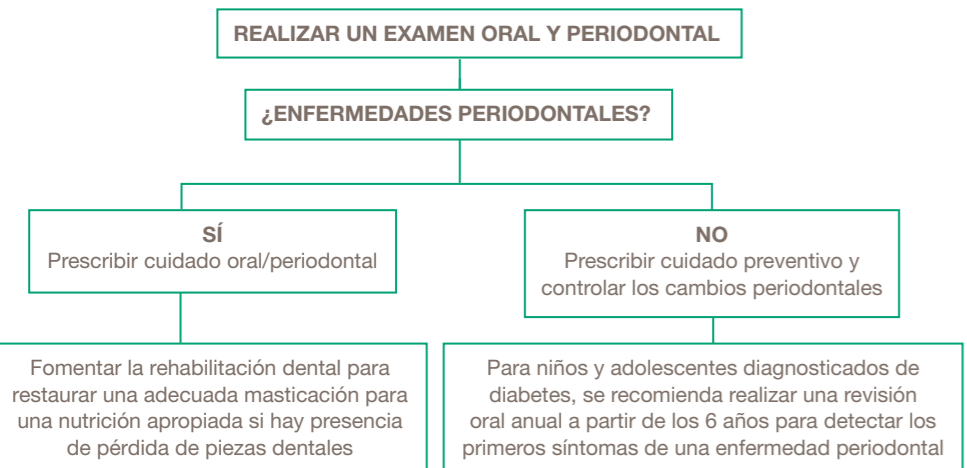 REALIZAR UN EXAMEN ORAL Y PERIODONTAL
¿ENFERMEDADES PERIODONTALES?
SÍ
Prescribir cuidado oral/periodontal
NO
Prescribir cuidado preventivo y
controlar los cambios periodontales
Fomentar la rehabilitación dental para
restaurar una adecuada masticación para
una nutrición apropiada si hay presencia
de pérdida de piezas dentales
Para niños y adolescentes diagnosticados de
diabetes, se recomienda realizar una revisión
oral anual a partir de los 6 años para detectar los
primeros síntomas de una enfermedad periodontal